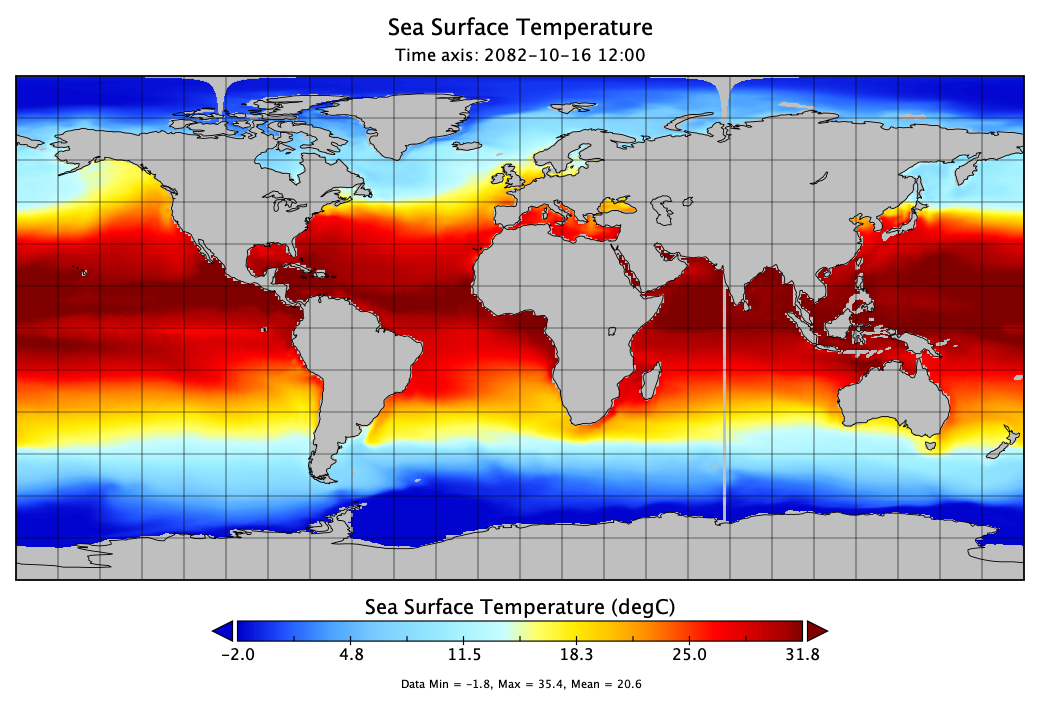 Sea Surface Temperature
Time axis: 2082-10-16 12:00
Sea Surface Temperature (degC)
-2.0 4.8 11.5 18.3 25.0 31.8
Data Min = -1.8, Max = 35.4, Mean = 20.6